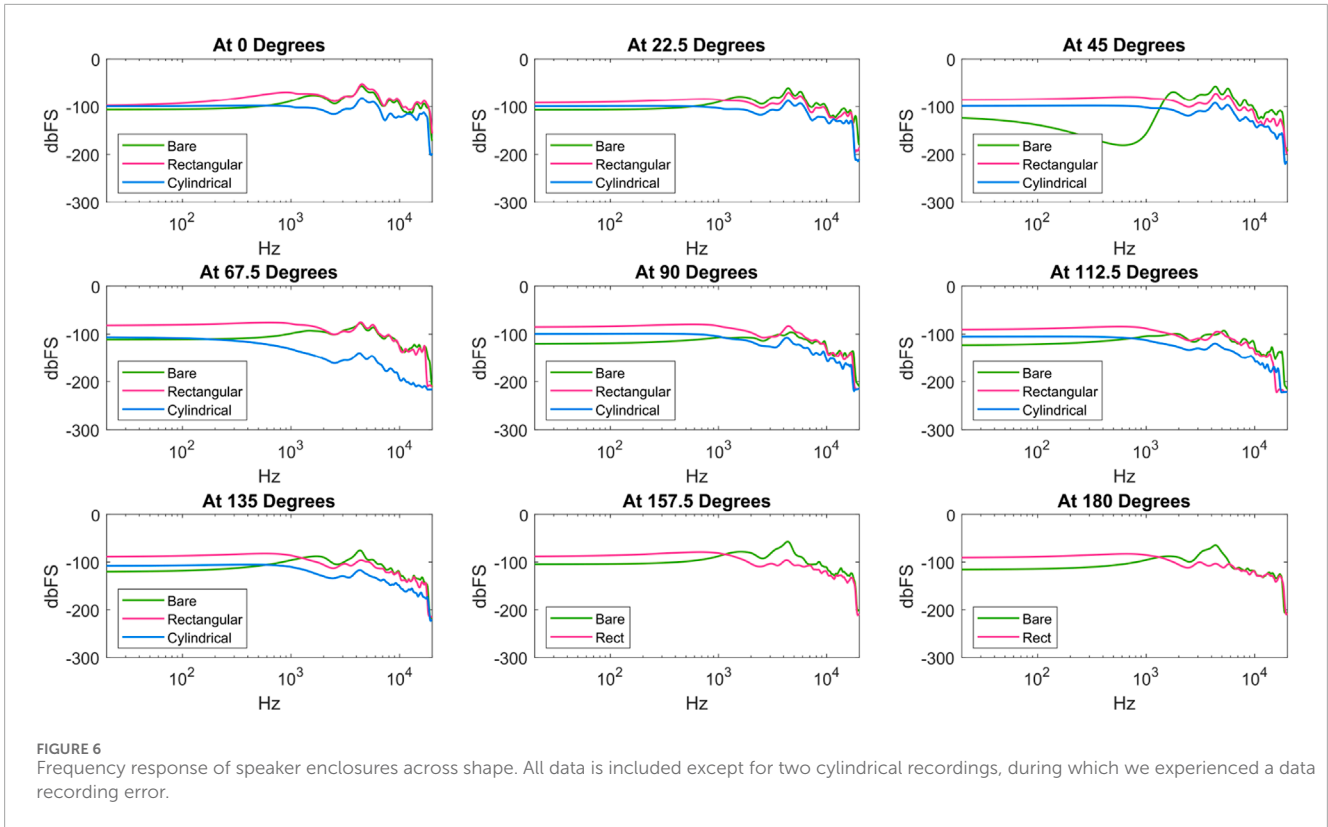 At 0 Degrees
0
-100
-200
-300
dbFS
Bare
Rectangular
Cylindrical
10^2
10^3
10^4
Hz
At 22.5 Degrees
0
-100
-200
-300
dbFS
Bare
Rectangular
Cylindrical
10^2
10^3
10^4
Hz
At 45 Degrees
0
-100
-200
-300
dbFS
Bare
Rectangular
Cylindrical
10^2
10^3
10^4
Hz
At 67.5 Degrees
0
-100
-200
-300
dbFS
Bare
Rectangular
Cylindrical
10^2
10^3
10^4
Hz
At 90 Degrees
0
-100
-200
-300
dbFS
Bare
Rectangular
Cylindrical
10^2
10^3
10^4
Hz
At 112.5 Degrees
0
-100
-200
-300
dbFS
Bare
Rectangular
Cylindrical
10^2
10^3
10^4
Hz
At 135 Degrees
0
-100
-200
-300
dbFS
Bare
Rectangular
Cylindrical
10^2
10^3
10^4
Hz
At 157.5 Degrees
0
-100
-200
-300
dbFS
Bare
Rect
10^2
10^3
10^4
Hz
At 180 Degrees
0
-100
-200
-300
dbFS
Bare
Rect
10^2
10^3
10^4
Hz
FIGURE 6
Frequency response of speaker enclosures across shape. All data is included except for two cylindrical recordings, during which we experienced a data
recording error.